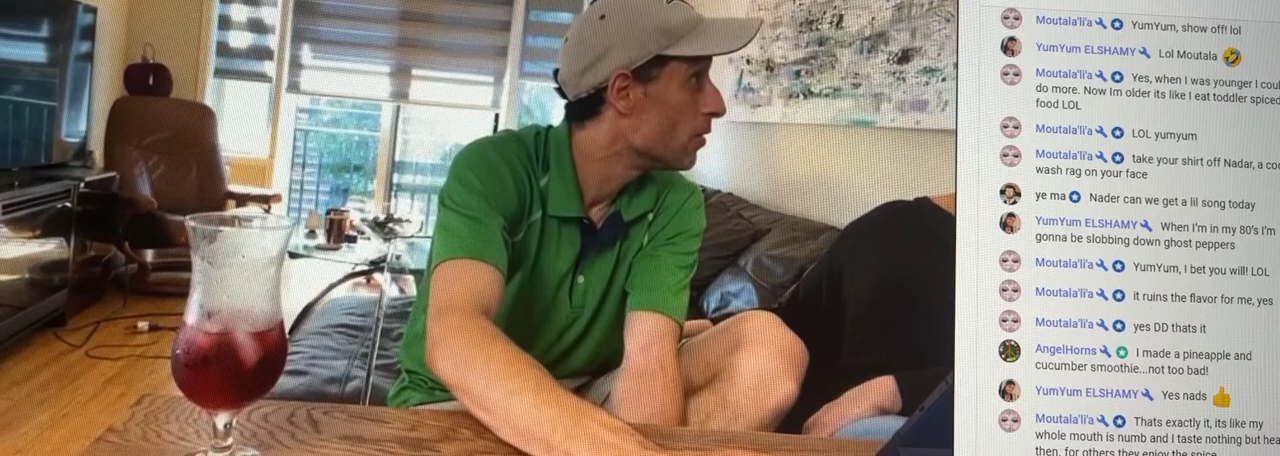 Moutala'li'a YumYum, show off! lol
YumYum ELSHAMY Lol Moutala 🤣
Moutala'li'a Yes, when I was younger I
do more. Now Im older its like I eat toddler spiced
food LOL
Moutala'li'a LOL yumyum
Moutala'li'a take your shirt off Nadar, a
wash rag on your face
ye ma Nader can we get a lil song today
YumYum ELSHAMY When I'm in my 80's I'm
gonna be slobbing down ghost peppers
Moutala'li'a YumYum, I bet you will! LOL
Moutala'li'a it ruins the flavor for me, yes
Moutala'li'a yes DD thats it
AngelHorns I made a pineapple and
cucumber smoothie...not too bad!
YumYum ELSHAMY Yes nads 👍
Moutala'li'a Thats exactly it, its like my
whole mouth is numb and I taste nothing but
then, for others they enjoy the spice